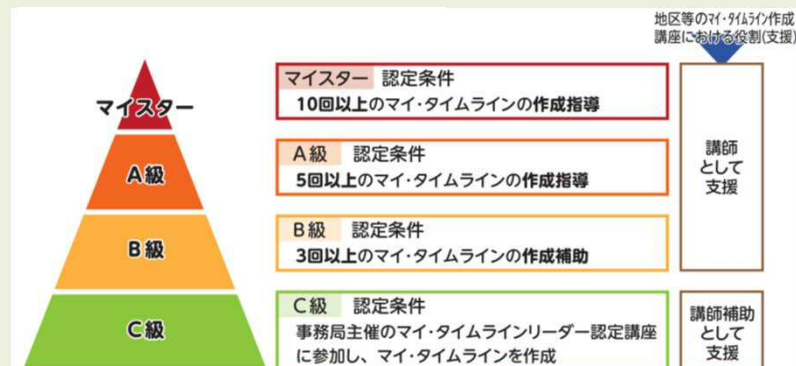 地区等のマイ・タイムライン作成
講座における役割(支援)
マイスター
マイスター 認定条件
10回以上のマイ・タイムラインの作成指導
A級
A級 認定条件
5回以上のマイ・タイムラインの作成指導
講師
として
支援
B級
B級 認定条件
3回以上のマイ・タイムラインの作成補助
C級
C級 認定条件
事務局主催のマイ・タイムラインリーダー認定講座
に参加し、マイ・タイムラインを作成
講師補助
として
支援